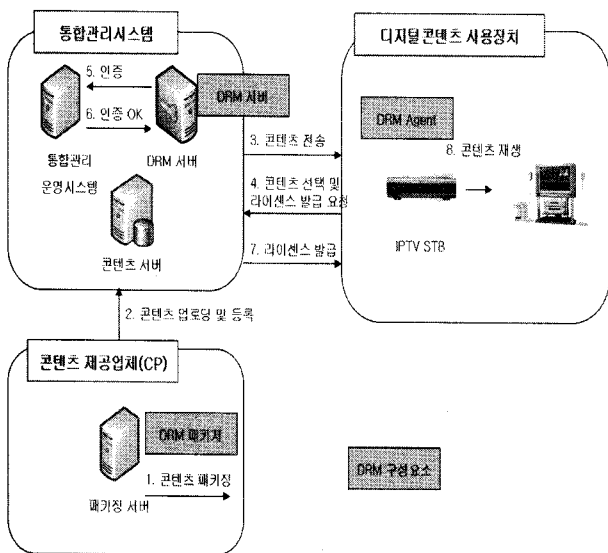 통합관리시스템
디지털콘텐츠 사용장치
5. 인증
6. 인증 OK
DRM 서버
통합관리
운영시스템
DRM 서버
콘텐츠 서버
3. 콘텐츠 전송
4. 콘텐츠 선택 및
라이센스 발급 요청
7. 라이센스 발급
DRM Agent
8. 콘텐츠 재생
IPTV STB
2. 콘텐츠 업로딩 및 등록
콘텐츠 제공업체(CP)
DRM 패키저
1. 콘텐츠 패키징
패키징 서버
DRM 구성요소